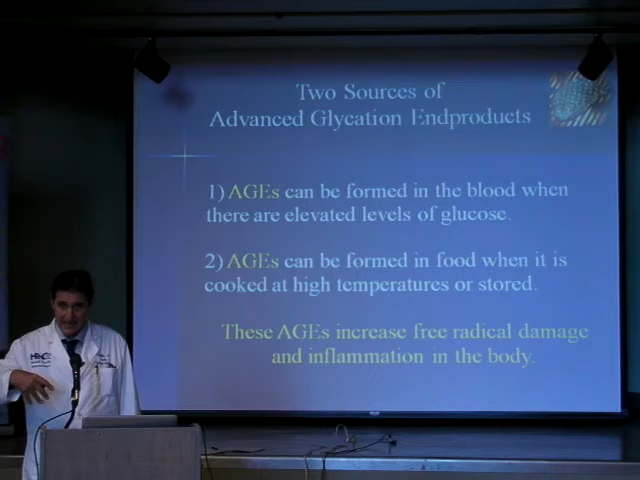 Two Sources of
Advanced Glycation Endproducts
1) AGEs can be formed in the blood when
there are elevated levels of glucose.
2) AGEs can be formed in food when it is
cooked at high temperatures or stored.
These AGEs increase free radical damage
and inflammation in the body.